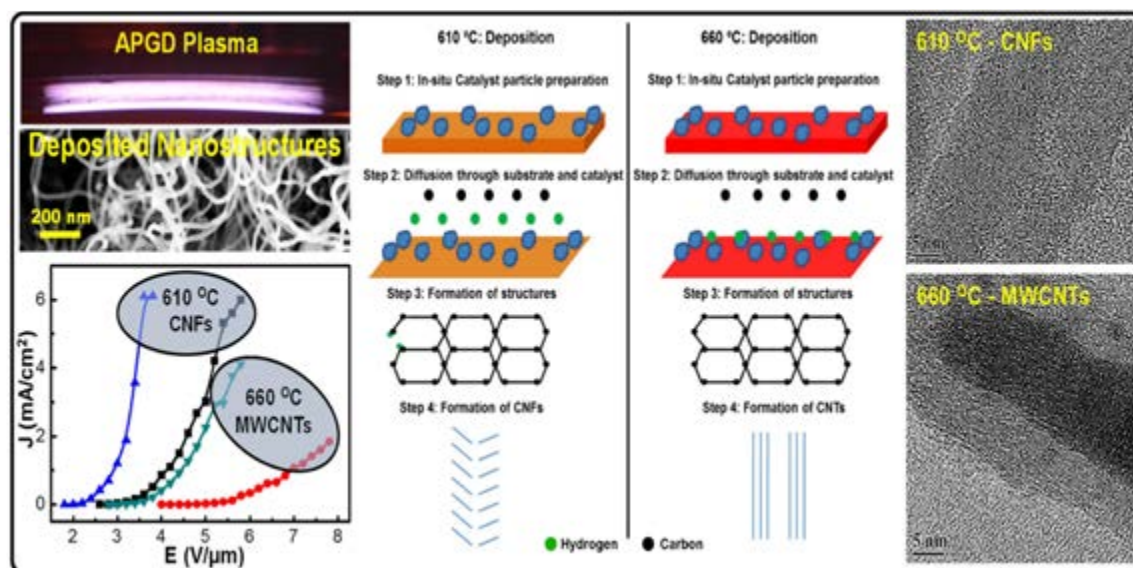 APGD Plasma
Deposited Nanostructures
200 nm
J (mA/cm²)
6
4
2
0
610 °C
CNFs
660 °C
MWCNTs
2 3 4 5 6 7 8
E (V/µm)
610 °C: Deposition
Step 1: In-situ Catalyst particle preparation
Step 2: Diffusion through substrate and catalyst
Step 3: Formation of structures
Step 4: Formation of CNFs
660 °C: Deposition
Step 1: In-situ Catalyst particle preparation
Step 2: Diffusion through substrate and catalyst
Step 3: Formation of structures
Step 4: Formation of CNTs
Hydrogen Carbon
610 °C - CNFs
5 nm
660 °C - MWCNTs
5 nm